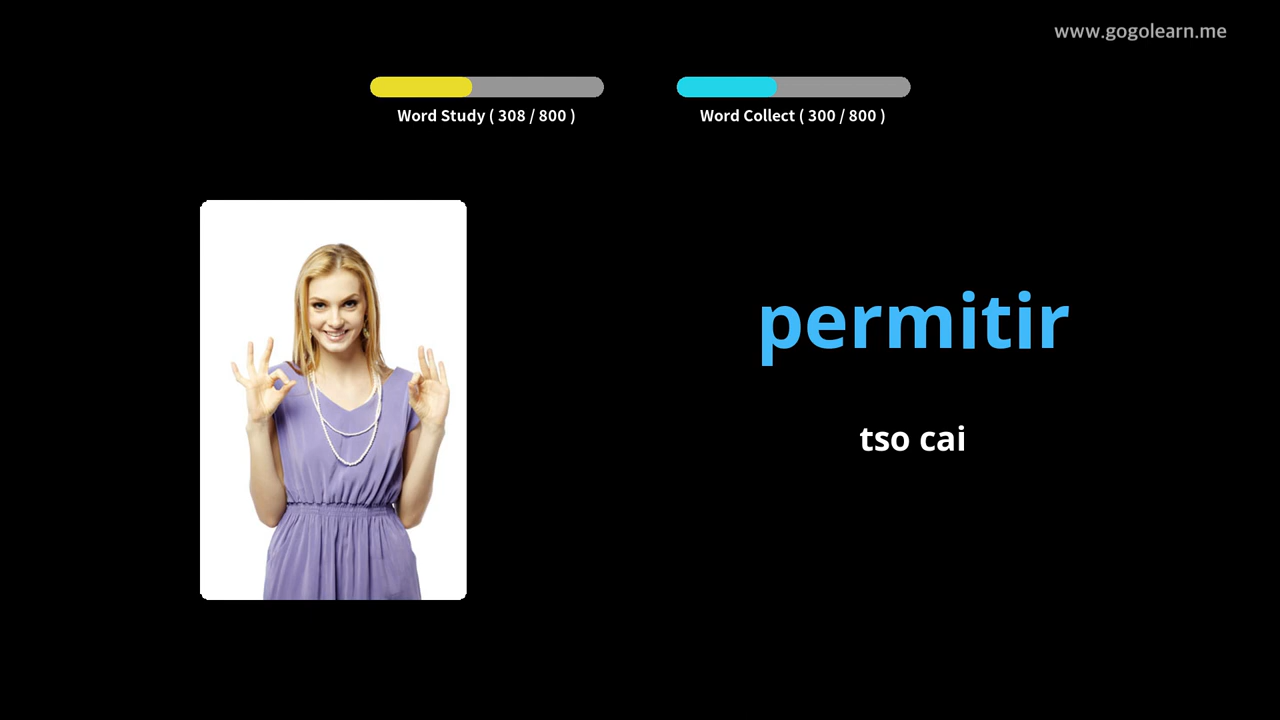 www.gogolearn.me
Word Study ( 308 / 800 )
Word Collect ( 300 / 800 )
permitir
tso cai